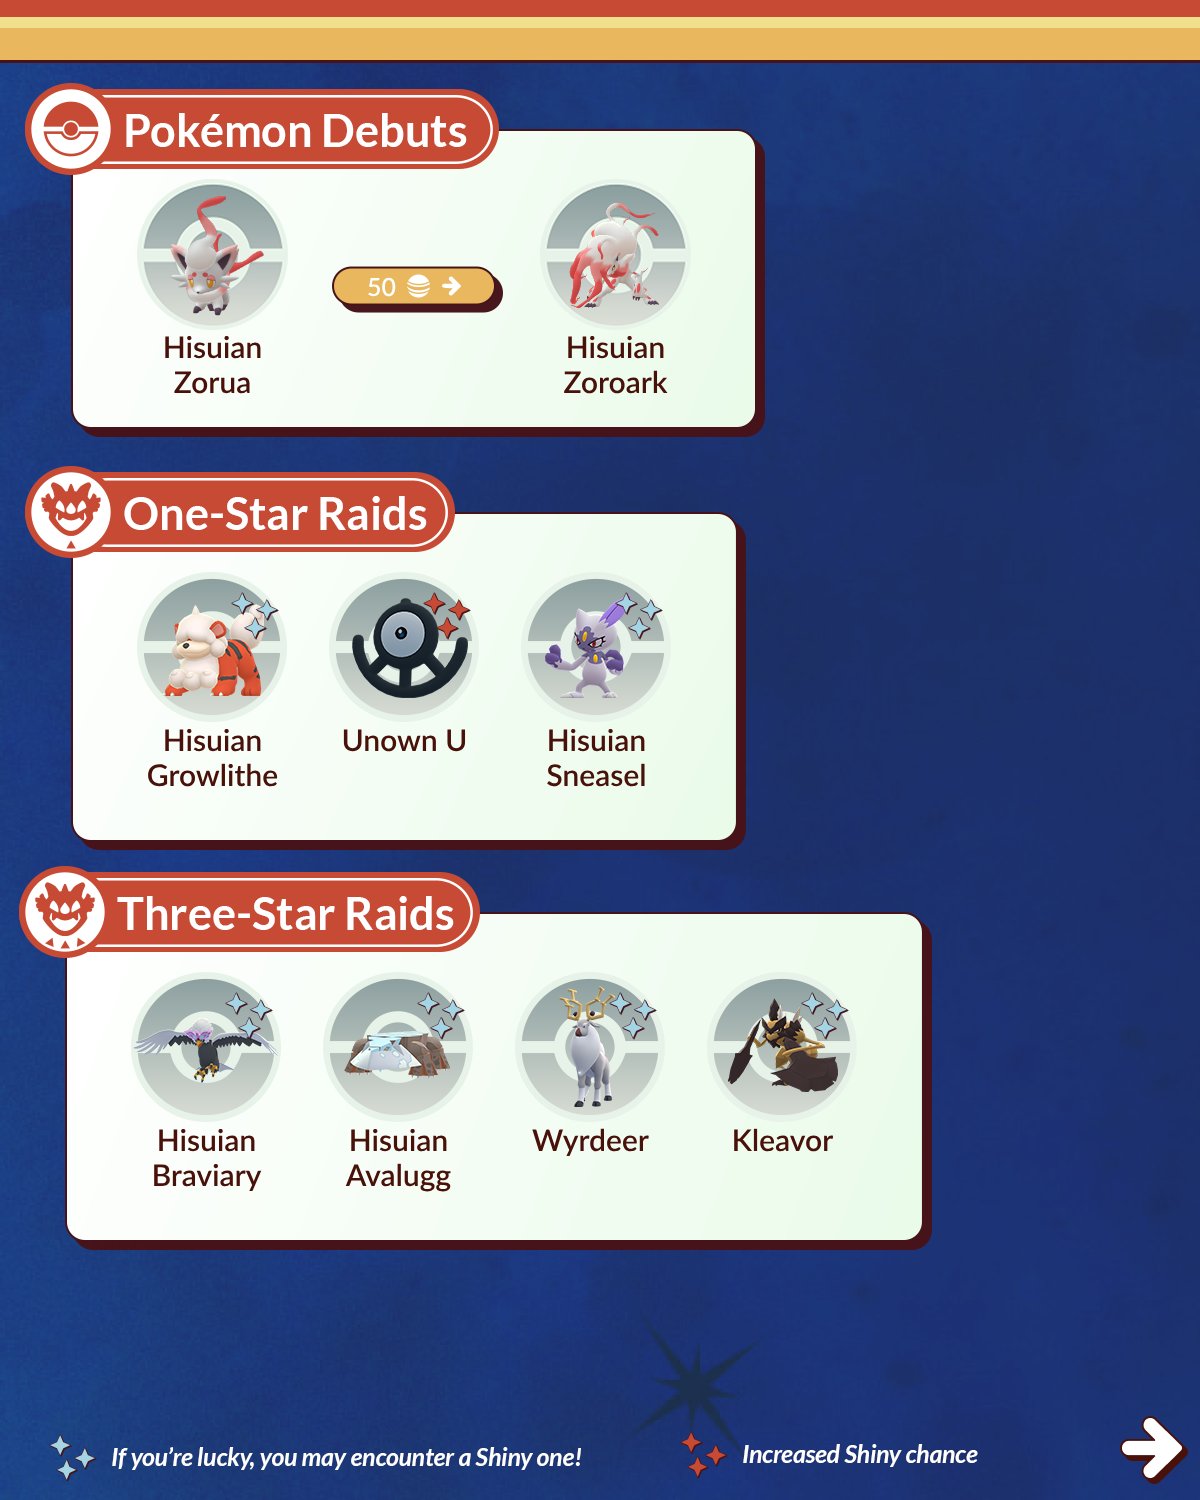 Pokémon Debuts
50
Hisuian
Zorua
Hisuian
Zoroark
One-Star Raids
Hisuian
Growlithe
Unown U
Hisuian
Sneasel
Three-Star Raids
Hisuian
Braviary
Hisuian
Avalugg
Wyrdeer
Kleavor
If you're lucky, you may encounter a Shiny one!
Increased Shiny chance